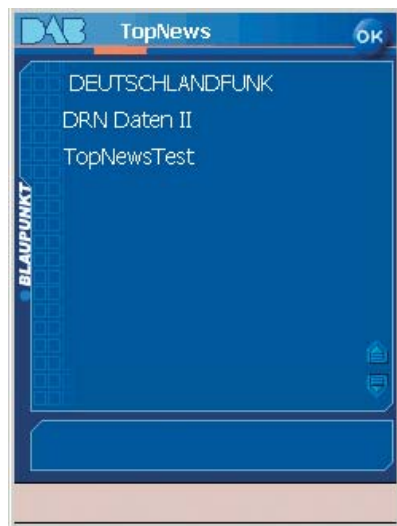 DAB TopNews OK
DEUTSCHLANDFUNK
DRN Daten II
TopNewsTest
BLAUPUNKT